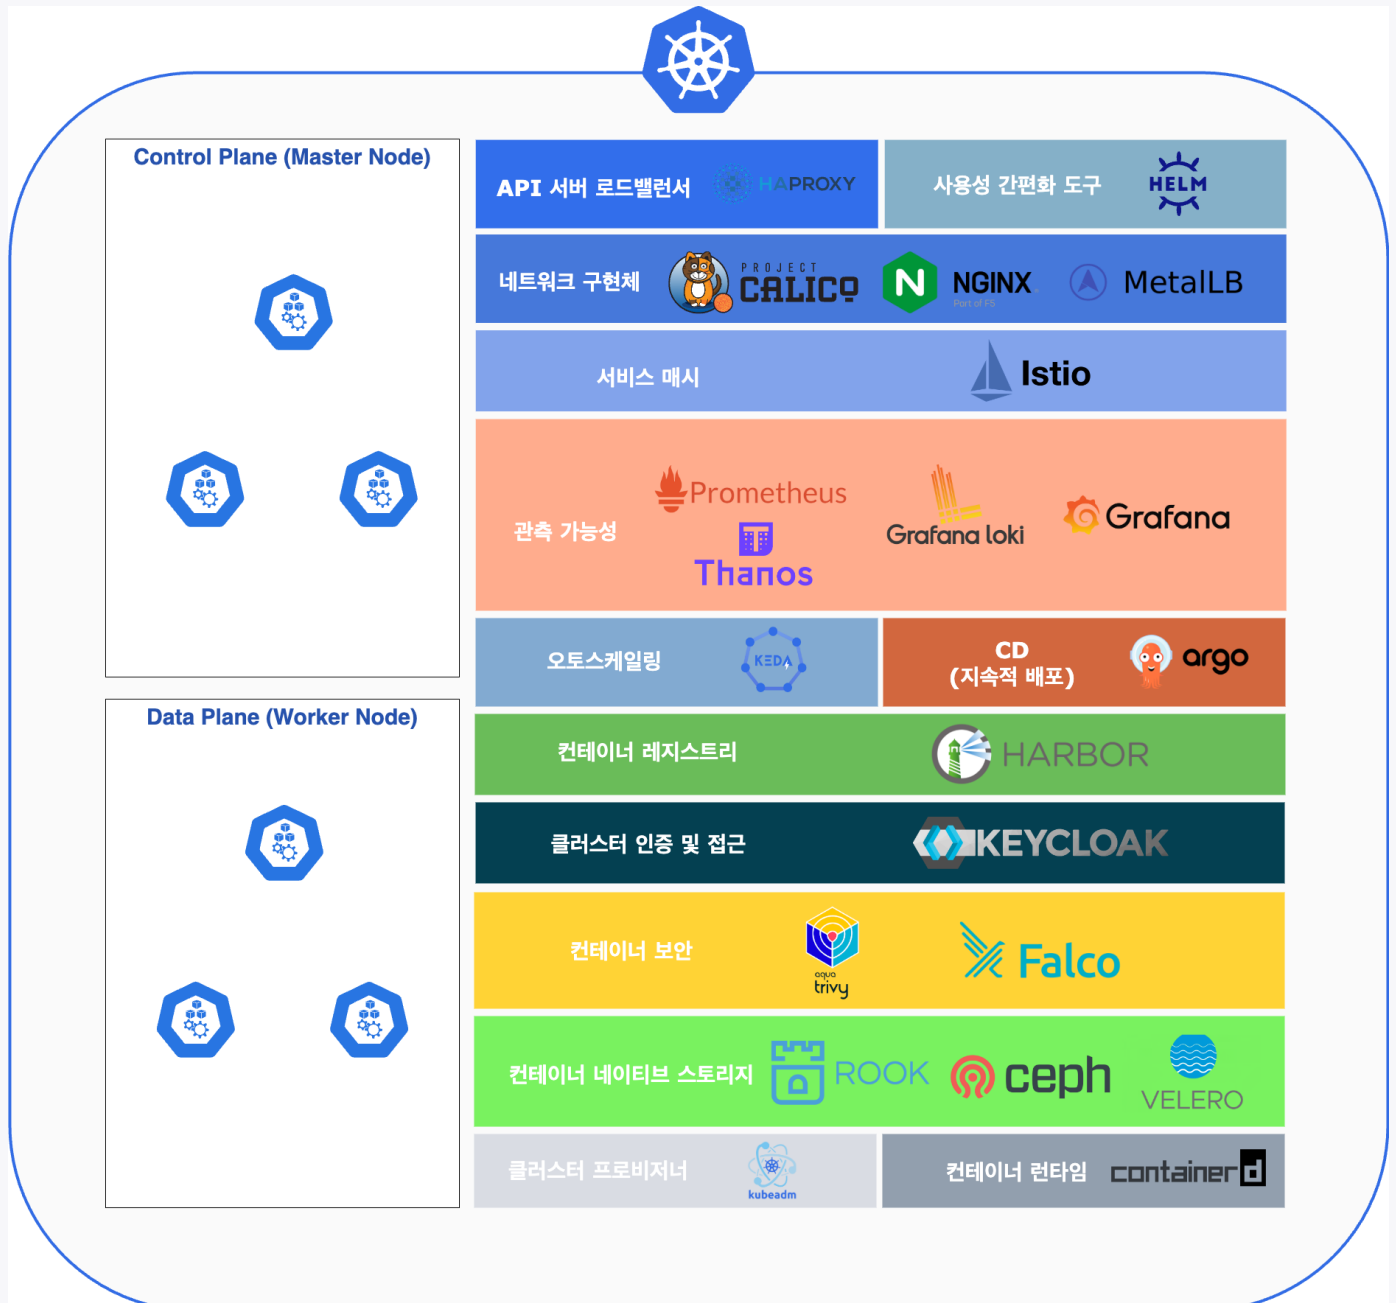 Control Plane (Master Node)
API 서버 로드밸런서
HAPROXY
사용성 간편화 도구
HELM
네트워크 구현체
PROJECT
CALICO
N
NGINX
Part of F5
MetalLB
서비스 매시
Istio
관측 가능성
Prometheus
T
Thanos
Grafana loki
Grafana
오토스케일링
KEDA
CD
(지속적 배포)
argo
Data Plane (Worker Node)
컨테이너 레지스트리
HARBOR
클러스터 인증 및 접근
KEYCLOAK
컨테이너 보안
aqua
trivy
Falco
컨테이너 네이티브 스토리지
ROOK
ceph
VELERO
클러스터 프로비저너
kubeadm
컨테이너 런타임
containerd